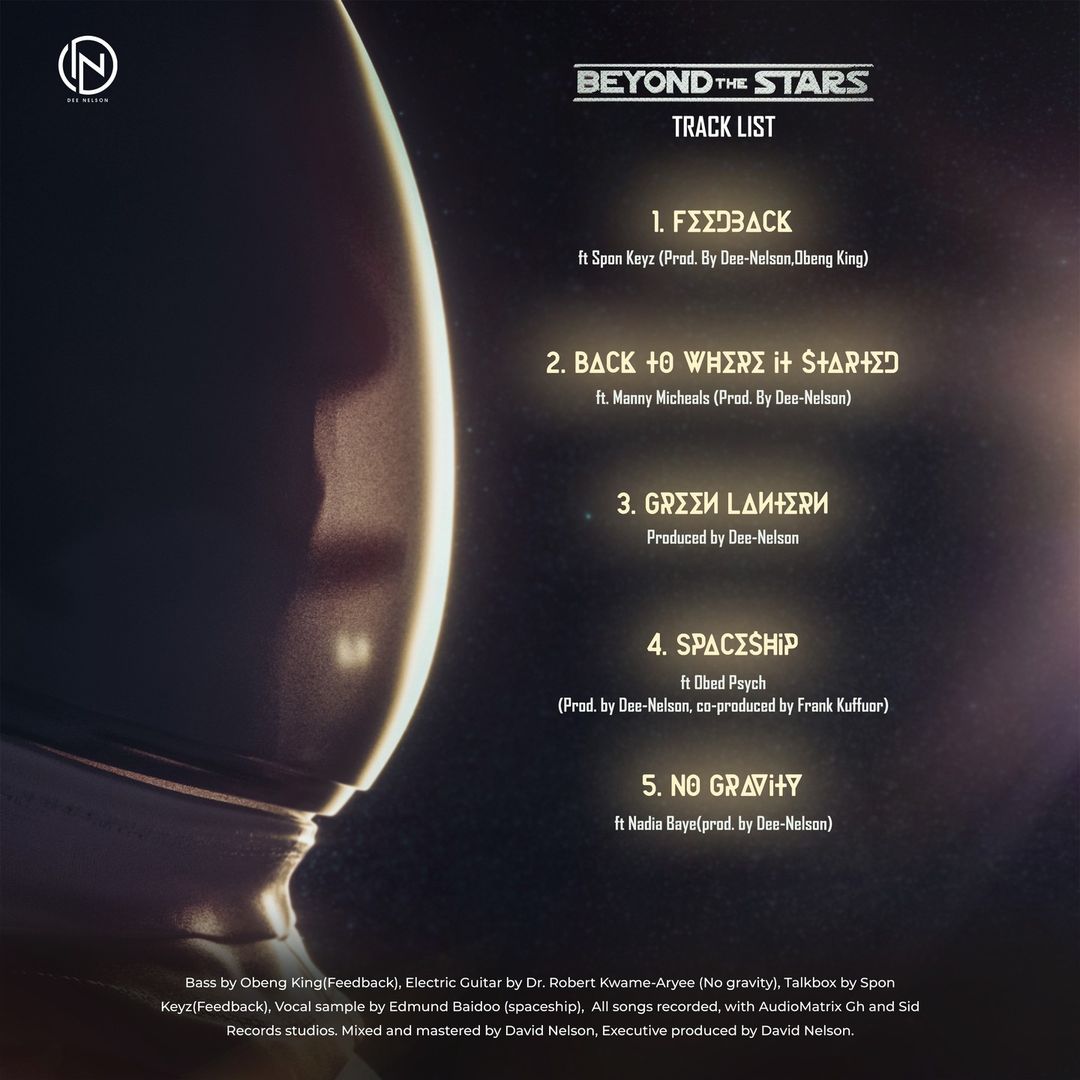 DN
DEE NELSON
BEYOND THE STARS
TRACK LIST
1. FEEDBACK
ft Spon Keyz (Prod. By Dee-Nelson,Obeng King)
2. BACK TO WHERE iT STARTED
ft. Manny Micheals (Prod. By Dee-Nelson)
3. GREEN LANTERN
Produced by Dee-Nelson
4. SPACESHiP
ft Obed Psych
(Prod. by Dee-Nelson, co-produced by Frank Kuffuor)
5. NO GRAViTY
ft Nadia Baye(prod. by Dee-Nelson)
Bass by Obeng King(Feedback), Electric Guitar by Dr. Robert Kwame-Aryee (No gravity), Talkbox by Spon
Keyz(Feedback), Vocal sample by Edmund Baidoo (spaceship), All songs recorded, with AudioMatrix Gh and Sid
Records studios. Mixed and mastered by David Nelson, Executive produced by David Nelson.